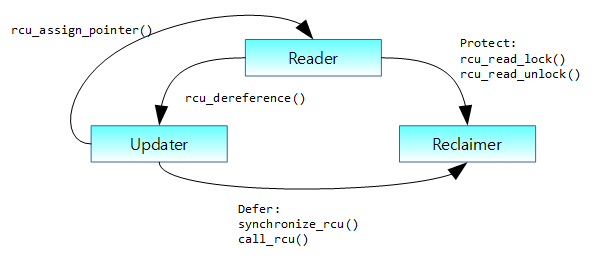 rcu_assign_pointer()
Reader
Protect:
rcu_read_lock()
rcu_read_unlock()
rcu_dereference()
Updater
Reclaimer
Defer:
synchronize_rcu()
call_rcu()